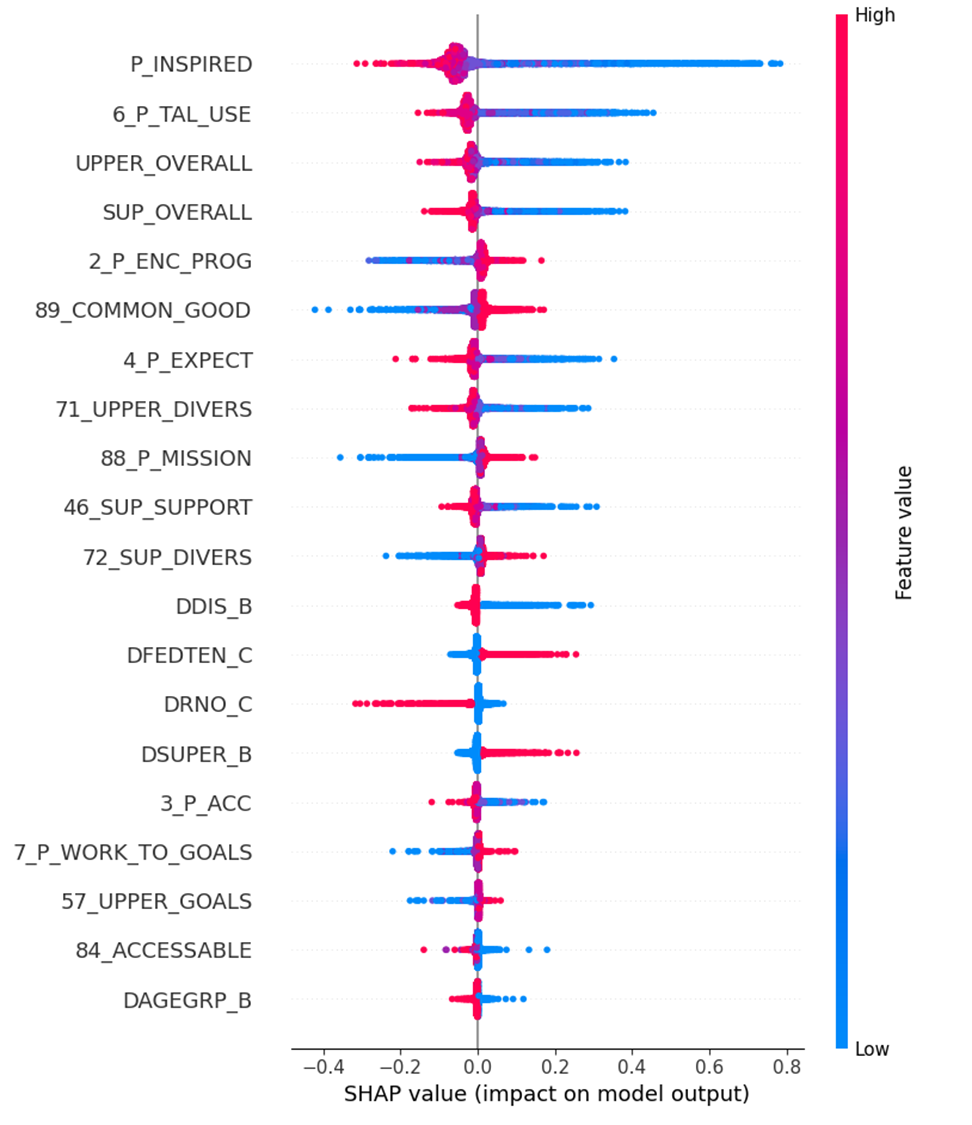 High
P_INSPIRED
6_P_TAL_USE
UPPER_OVERALL
SUP_OVERALL
2_P_ENC_PROG
89_COMMON_GOOD
4_P_EXPECT
71_UPPER_DIVERS
88_P_MISSION
46_SUP_SUPPORT
72_SUP_DIVERS
DDIS_B
DFEDTEN_C
DRNO_C
DSUPER_B
3_P_ACC
7_P_WORK_TO_GOALS
57_UPPER_GOALS
84_ACCESSABLE
DAGEGRP_B
Feature value
Low
−0.4 −0.2 0.0 0.2 0.4 0.6 0.8
SHAP value (impact on model output)